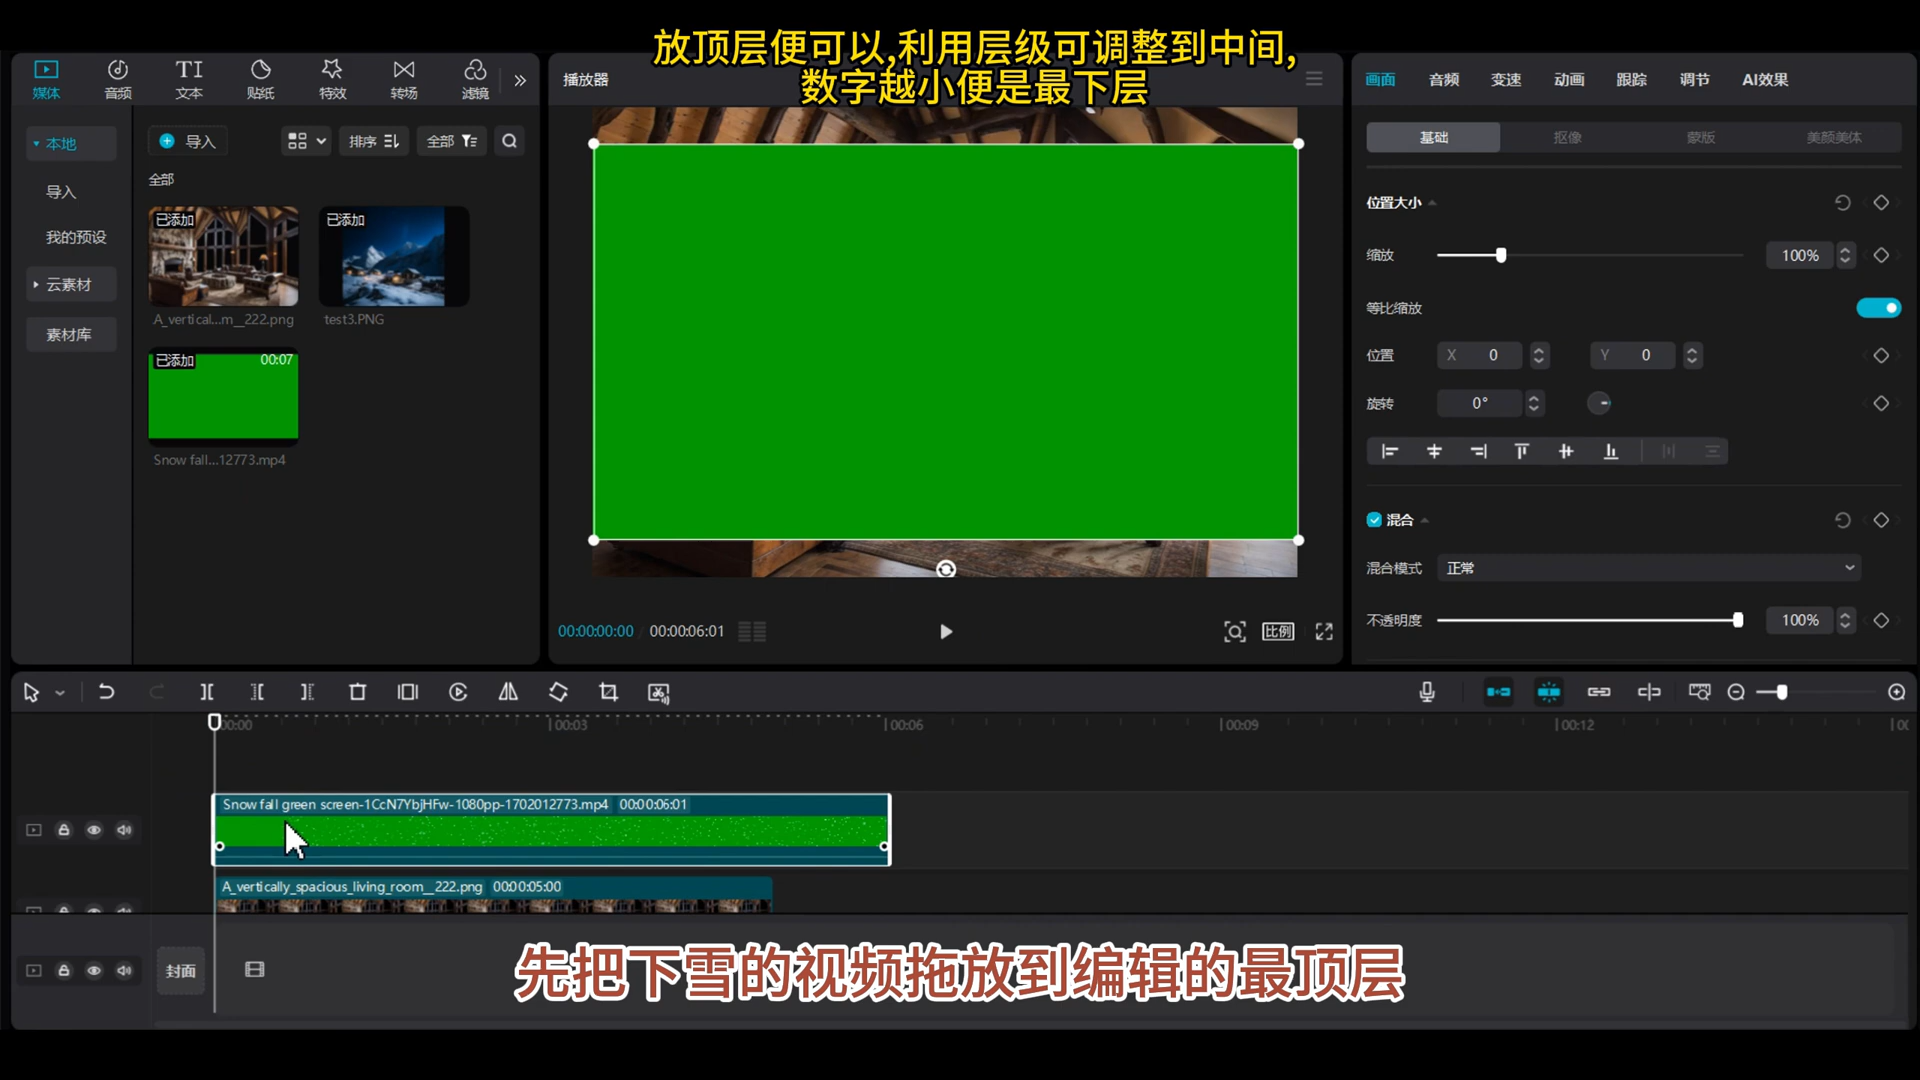 放顶层便可以,利用层级可调整到中间,
数字越小便是最下层
媒体
音频
文本
贴纸
特效
转场
滤镜
本地
导入
我的预设
云素材
素材库
导入
排序
全部
全部
已添加
A_vertical...m__222.png
已添加
test3.PNG
已添加
00:07
Snow fall...12773.mp4
播放器
00:00:00:00
00:00:06:01
比例
画面
音频
变速
动画
跟踪
调节
AI效果
基础
抠像
蒙版
美颜美体
位置大小
缩放
100%
等比缩放
位置
X 0
Y 0
旋转
0°
混合
混合模式
正常
不透明度
100%
00:00
00:03
00:06
00:09
00:12
Snow fall green screen-1CcN7YbjHFw-1080pp-1702012773.mp4 00:00:06:01
A_vertically_spacious_living_room__222.png 00:00:05:00
封面
先把下雪的视频拖放到编辑的最顶层